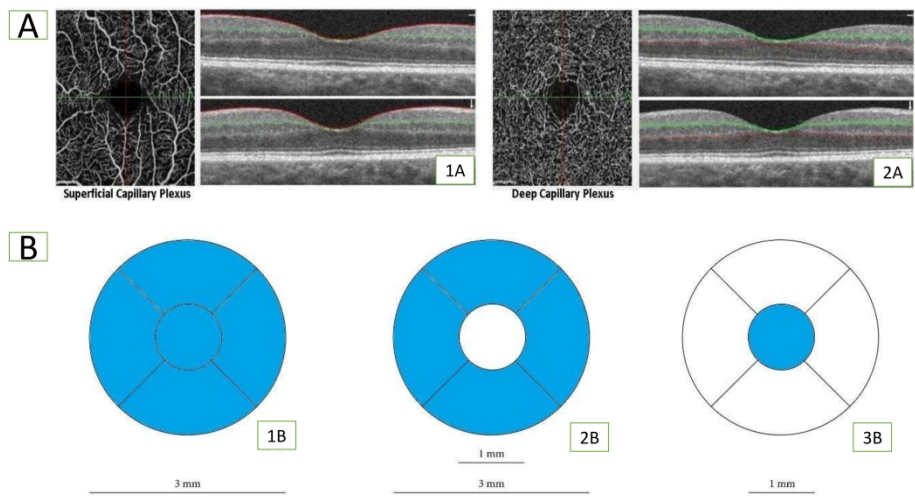 A
1A
2A
Superficial Capillary Plexus
Deep Capillary Plexus
B
1B
2B
3B
1 mm
3 mm
3 mm
1 mm